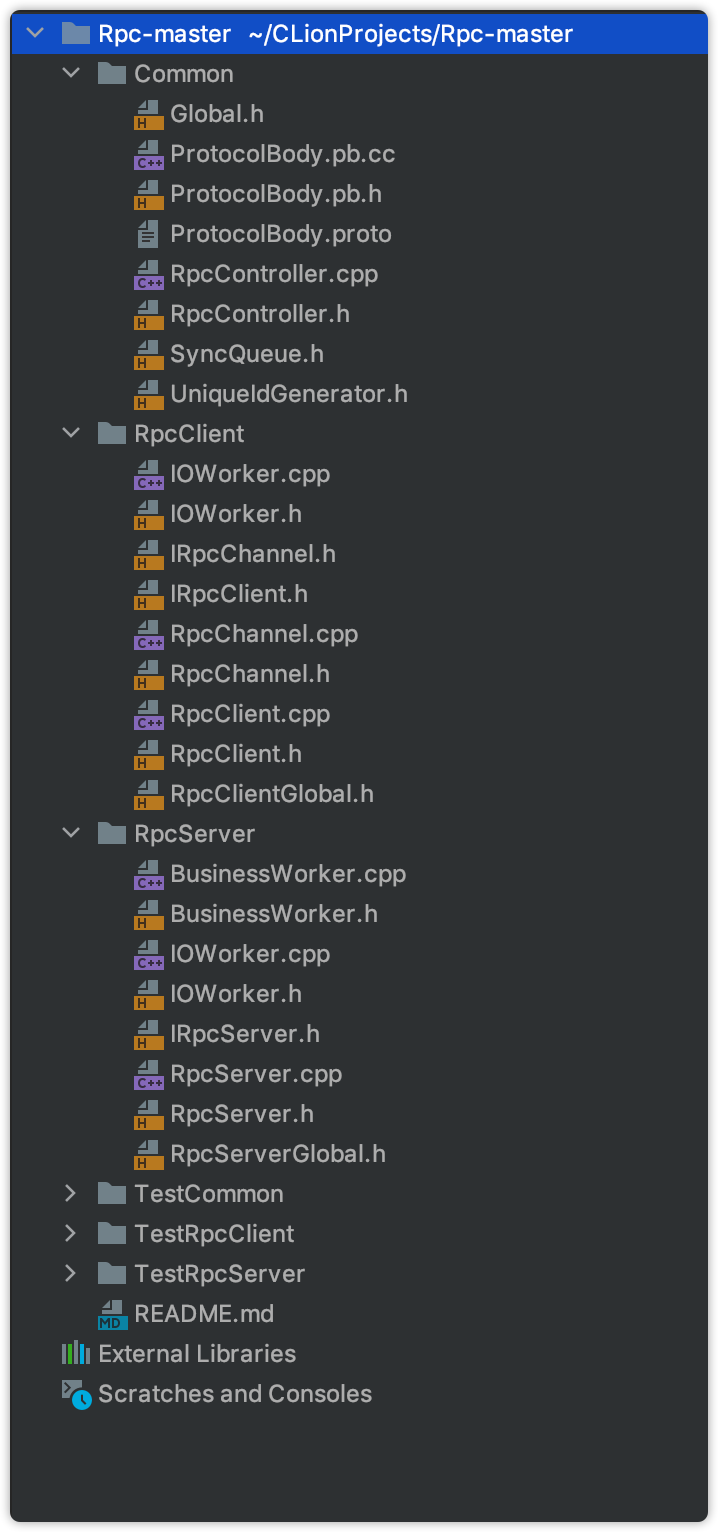 Rpc-master ~/CLionProjects/Rpc-master
Common
H Global.h
C++ ProtocolBody.pb.cc
H ProtocolBody.pb.h
ProtocolBody.proto
C++ RpcController.cpp
H RpcController.h
H SyncQueue.h
H UniqueIdGenerator.h
RpcClient
C++ IOWorker.cpp
H IOWorker.h
H IRpcChannel.h
H IRpcClient.h
C++ RpcChannel.cpp
H RpcChannel.h
C++ RpcClient.cpp
H RpcClient.h
H RpcClientGlobal.h
RpcServer
C++ BusinessWorker.cpp
H BusinessWorker.h
C++ IOWorker.cpp
H IOWorker.h
H IRpcServer.h
C++ RpcServer.cpp
H RpcServer.h
H RpcServerGlobal.h
TestCommon
TestRpcClient
TestRpcServer
MD README.md
External Libraries
Scratches and Consoles